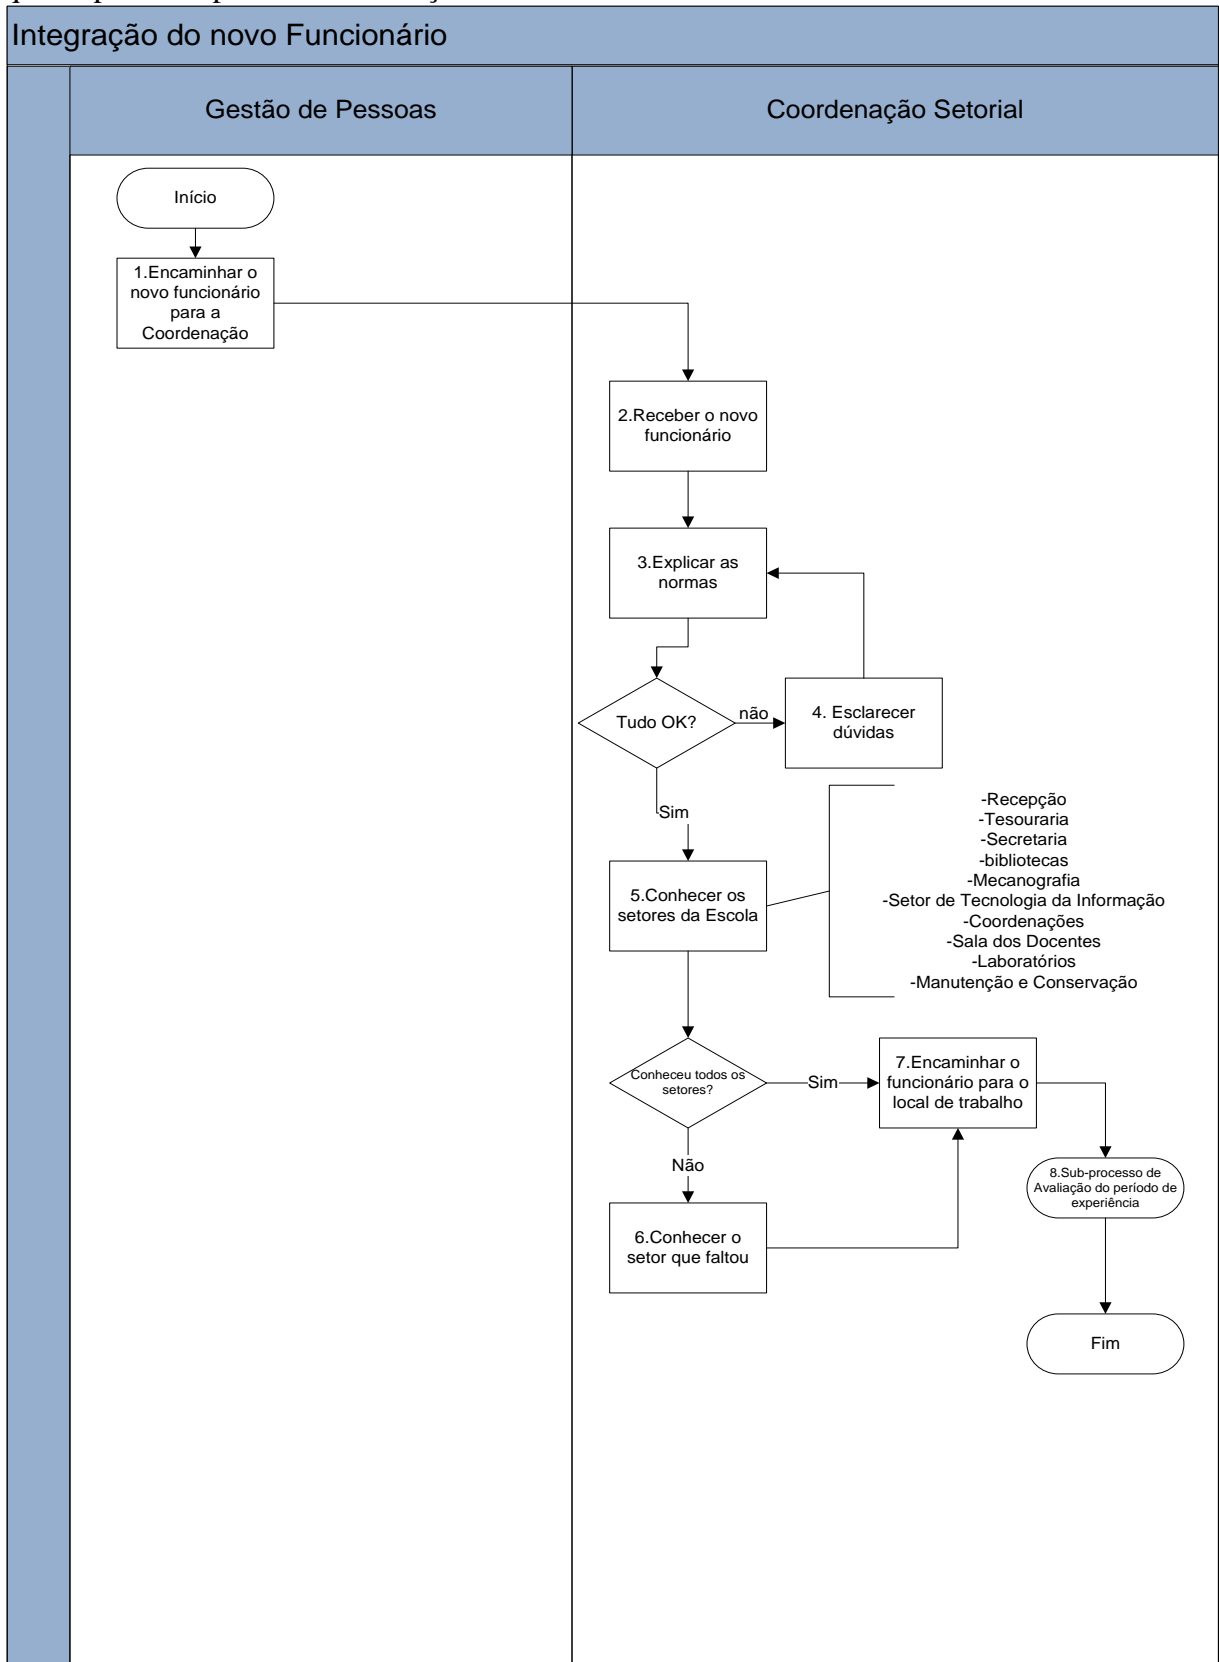 Integração do novo Funcionário
Gestão de Pessoas
Coordenação Setorial
Início
1.Encaminhar o
novo funcionário
para a
Coordenação
2.Receber o novo
funcionário
3.Explicar as
normas
Tudo OK?
não
4. Esclarecer
dúvidas
Sim
-Recepção
-Tesouraria
-Secretaria
-bibliotecas
-Mecanografia
-Setor de Tecnologia da Informação
-Coordenações
-Sala dos Docentes
-Laboratórios
-Manutenção e Conservação
5.Conhecer os
setores da Escola
Conheceu todos os
setores?
Sim
7.Encaminhar o
funcionário para o
local de trabalho
Não
8.Sub-processo de
Avaliação do período de
experiência
6.Conhecer o
setor que faltou
Fim